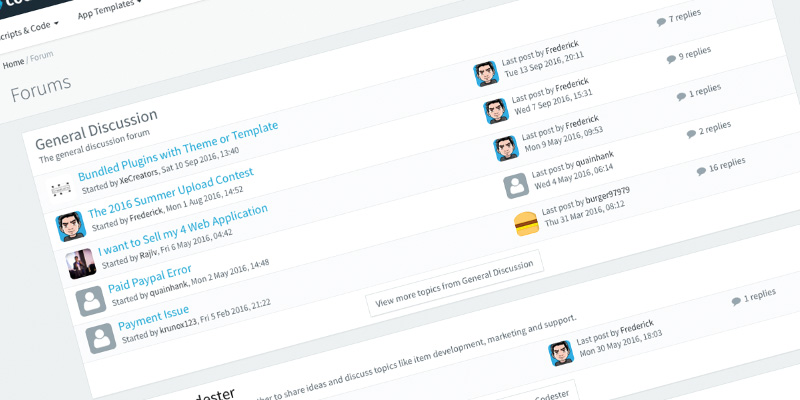 cripts & Code
App Templates
Home / Forum
Forums
General Discussion
The general discussion forum
Bundled Plugins with Theme or Template
Started by XeCreators, Sat 10 Sep 2016, 13:40
Last post by Frederick
Tue 13 Sep 2016, 20:11
7 replies
The 2016 Summer Upload Contest
Started by Frederick, Mon 1 Aug 2016, 14:52
Last post by Frederick
Wed 7 Sep 2016, 15:31
9 replies
I want to Sell my 4 Web Application
Started by Rajiv, Fri 6 May 2016, 04:42
Last post by Frederick
Mon 9 May 2016, 09:53
1 replies
Paid Paypal Error
Started by quainhank, Mon 2 May 2016, 14:48
Last post by quainhank
Wed 4 May 2016, 06:14
2 replies
Payment Issue
Started by krunox123, Fri 5 Feb 2016, 21:22
Last post by burger97979
Thu 31 Mar 2016, 08:12
16 replies
View more topics from General Discussion
dester
her to share ideas and discuss topics like item development, marketing and support.
Last post by Frederick
Mon 30 May 2016, 18:03
1 replies
Codester